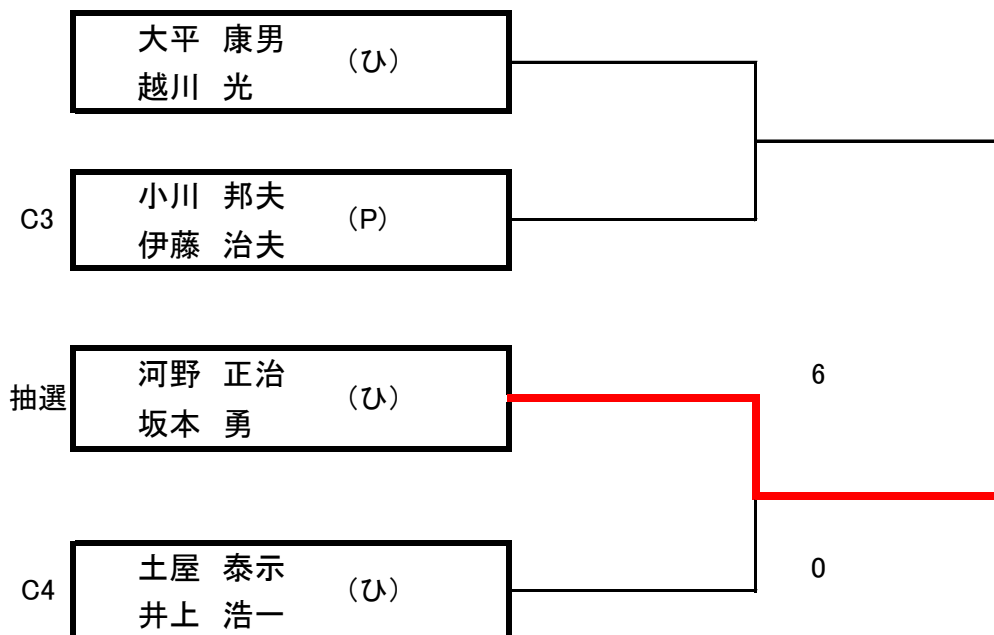 大平 康男
(ひ)
越川 光
C3
小川 邦夫
(P)
伊藤 治夫
抽選
河野 正治
(ひ)
坂本 勇
6
C4
土屋 泰示
(ひ)
井上 浩一
0